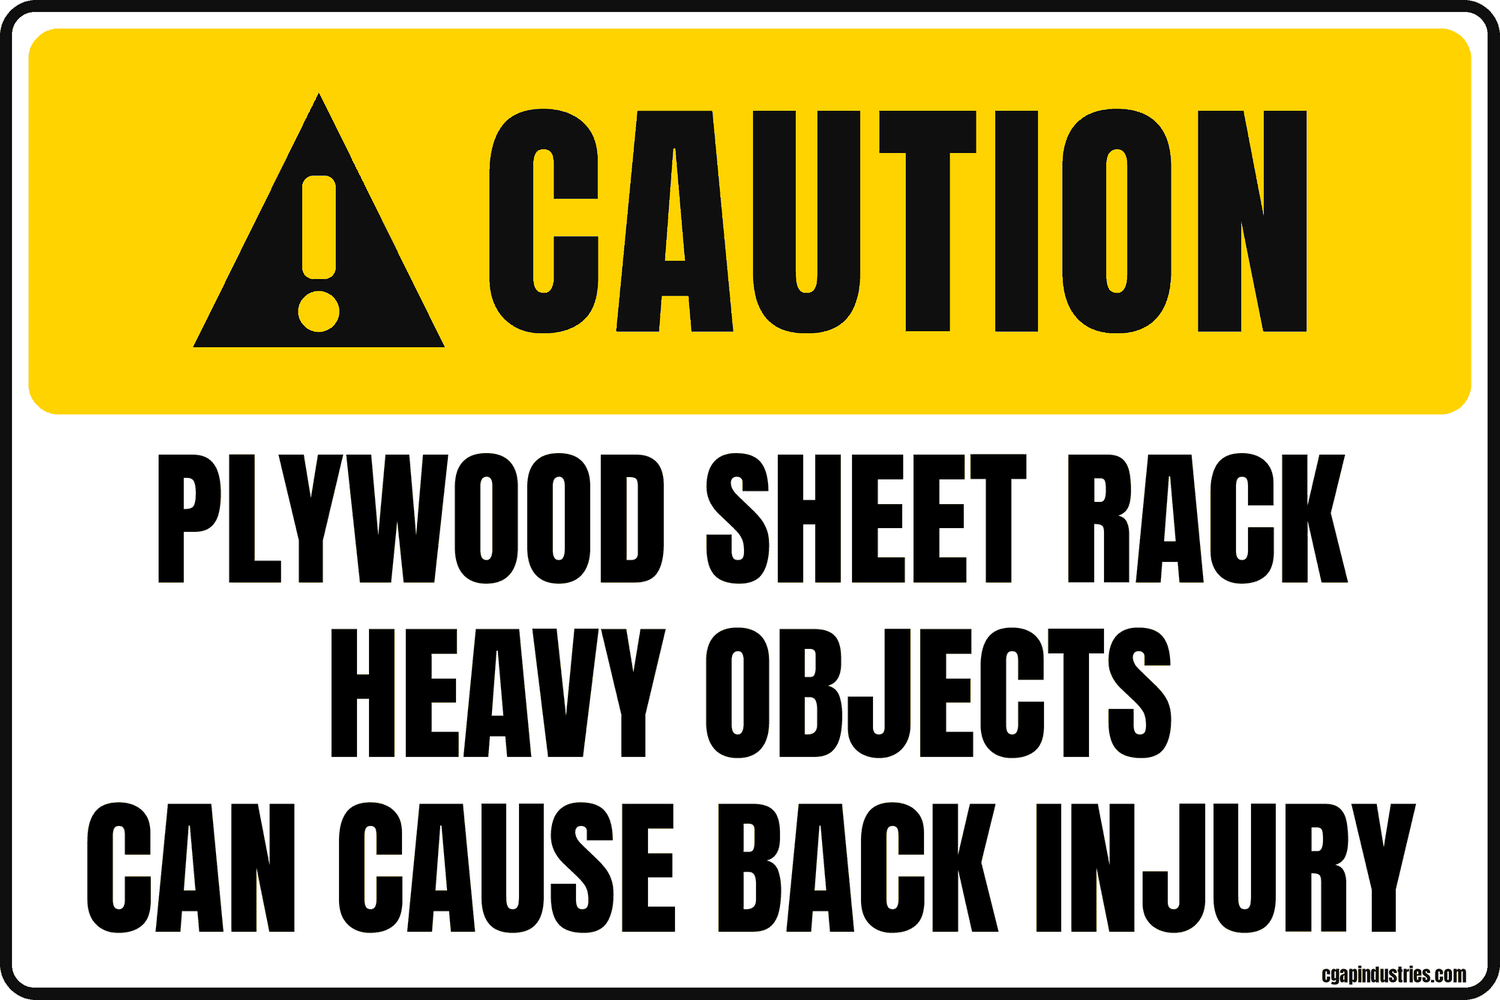 CAUTION
PLYWOOD SHEET RACK
HEAVY OBJECTS
CAN CAUSE BACK INJURY
cgapindustries.com